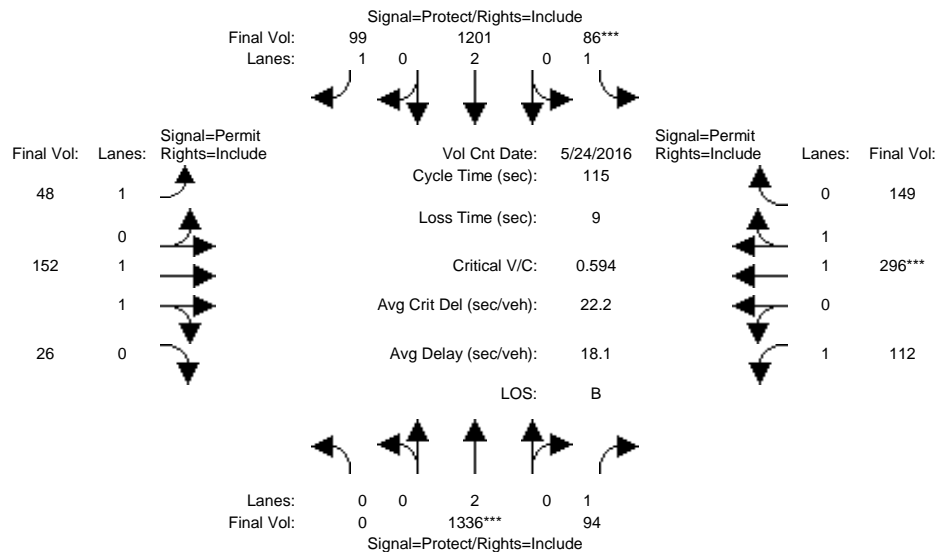 Signal=Protect/Rights=Include
Final Vol: 99 1201 86***
Lanes: 1 0 2 0 1
Signal=Permit
Final Vol: Lanes: Rights=Include
Vol Cnt Date: 5/24/2016
Signal=Permit
Rights=Include Lanes: Final Vol:
Cycle Time (sec): 115
48 1
0 149
Loss Time (sec): 9
0
1
152 1
Critical V/C: 0.594
1 296***
1
Avg Crit Del (sec/veh): 22.2
0
26 0
Avg Delay (sec/veh): 18.1
1 112
LOS: B
Lanes: 0 0 2 0 1
Final Vol: 0 1336*** 94
Signal=Protect/Rights=Include